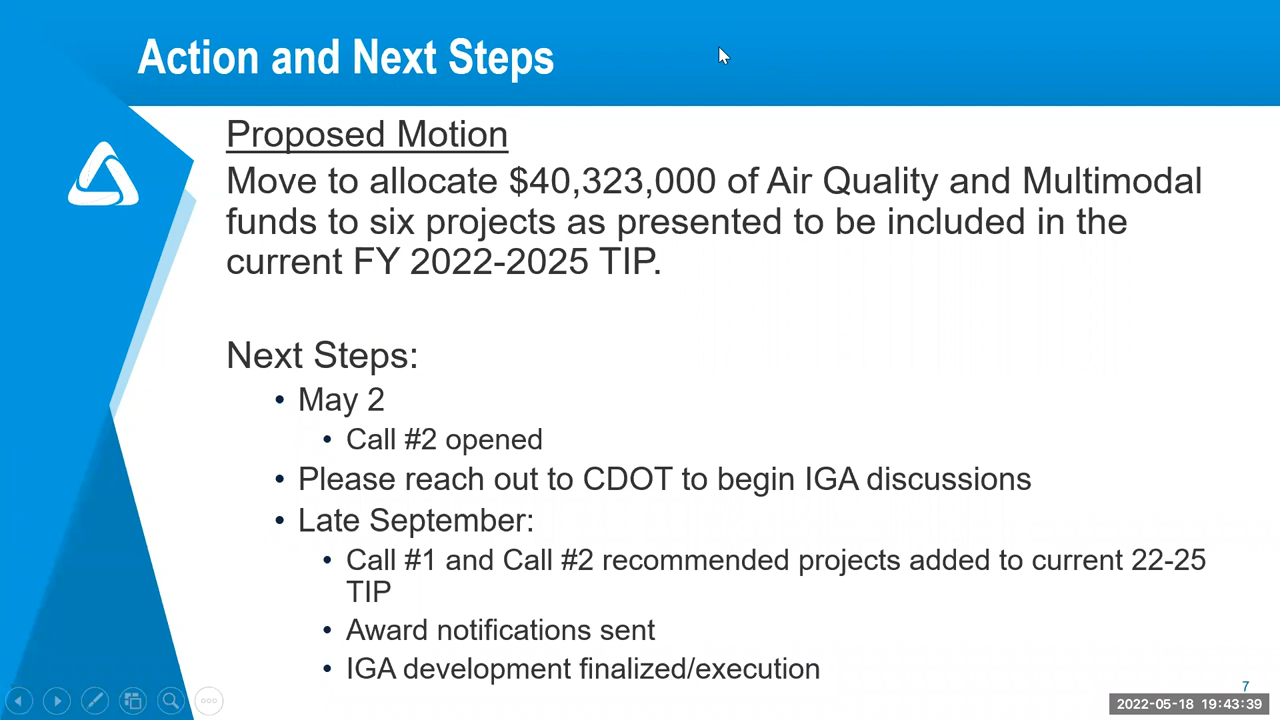 Action and Next Steps
Proposed Motion
Move to allocate $40,323,000 of Air Quality and Multimodal
funds to six projects as presented to be included in the
current FY 2022-2025 TIP.
Next Steps:
• May 2
• Call #2 opened
• Please reach out to CDOT to begin IGA discussions
• Late September:
• Call #1 and Call #2 recommended projects added to current 22-25
TIP
• Award notifications sent
• IGA development finalized/execution
7
2022-05-18 19:43:39